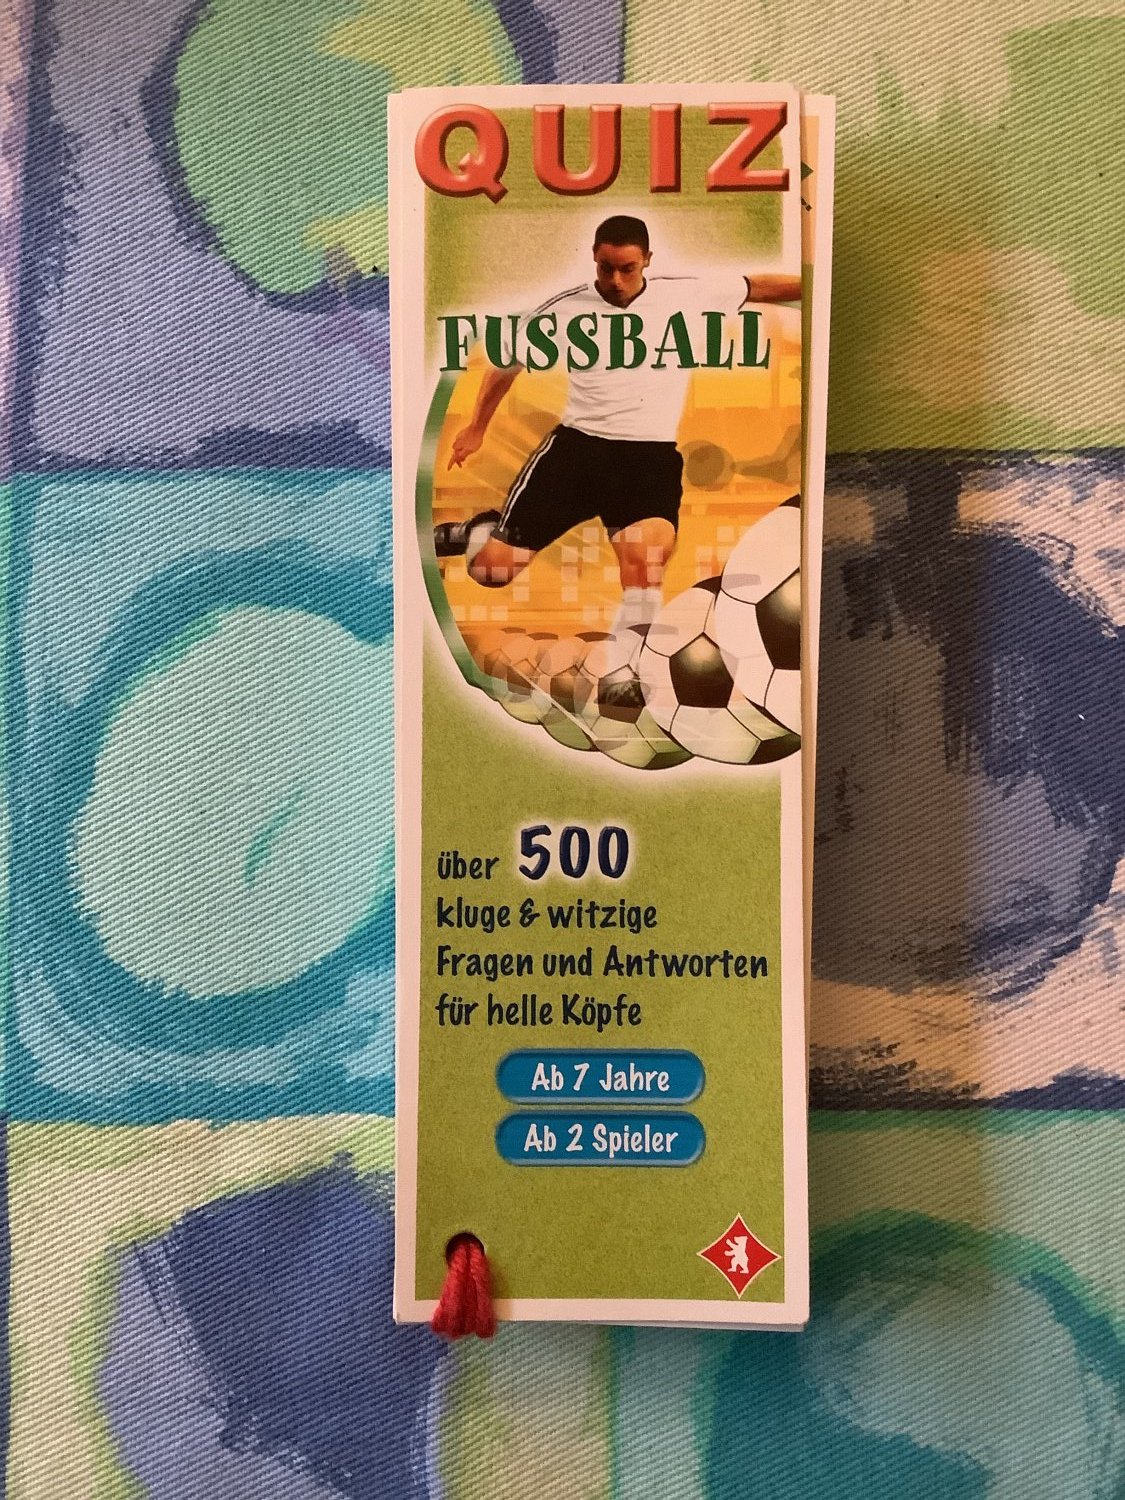 QUIZ
FUSSBALL
über 500
kluge & witzige
Fragen und Antworten
für helle Köpfe
Ab 7 Jahre
Ab 2 Spieler